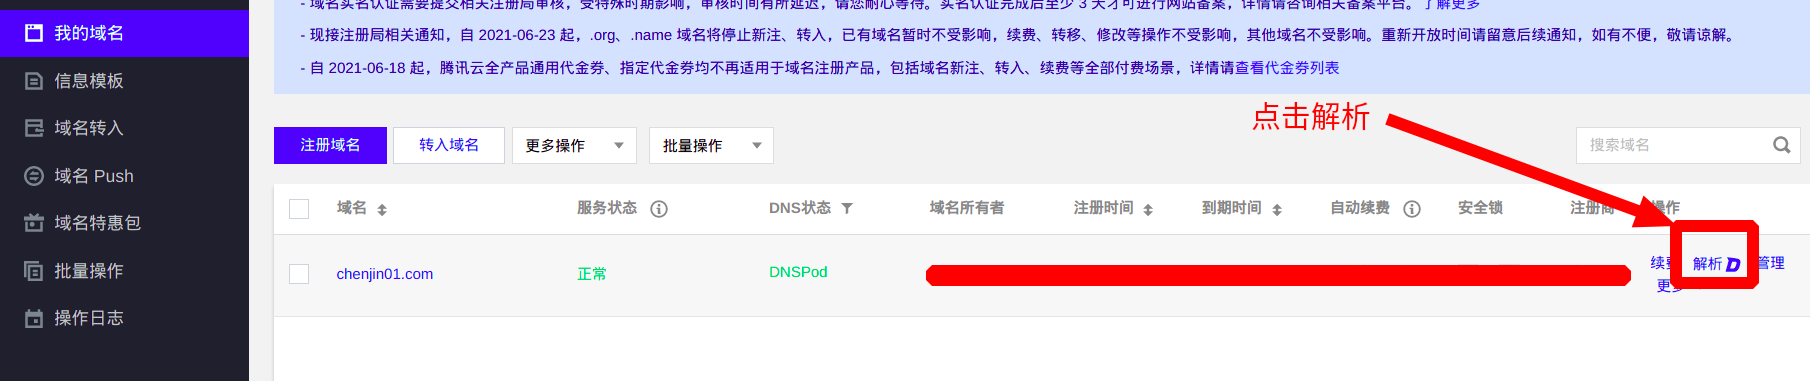 - 域名实名认证需要提交相关注册局审核，受特殊时期影响，审核时间有所延迟，请您耐心等待。实名认证完成后至少 3 天才可进行网站备案，详情请咨询相关备案平台。了解更多
- 现接注册局相关通知，自 2021-06-23 起，.org、.name 域名将停止新注、转入，已有域名暂时不受影响，续费、转移、修改等操作不受影响，其他域名不受影响。重新开放时间请留意后续通知，如有不便，敬请谅解。
- 自 2021-06-18 起，腾讯云全产品通用代金券、指定代金券均不再适用于域名注册产品，包括域名新注、转入、续费等全部付费场景，详情请查看代金券列表
我的域名
信息模板
域名转入
域名 Push
域名特惠包
批量操作
操作日志
点击解析
注册域名 转入域名 更多操作 批量操作 搜索域名
域名 服务状态 DNS状态 域名所有者 注册时间 到期时间 自动续费 安全锁 注册商 操作
chenjin01.com 正常 DNSPod 续费 解析 管理
更多